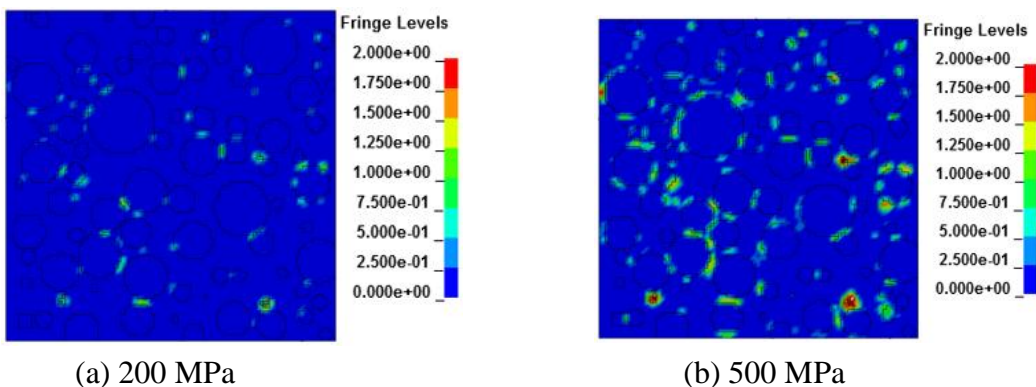 Fringe Levels
2.000e+00
1.750e+00
1.500e+00
1.250e+00
1.000e+00
7.500e-01
5.000e-01
2.500e-01
0.000e+00
(a) 200 MPa
Fringe Levels
2.000e+00
1.750e+00
1.500e+00
1.250e+00
1.000e+00
7.500e-01
5.000e-01
2.500e-01
0.000e+00
(b) 500 MPa